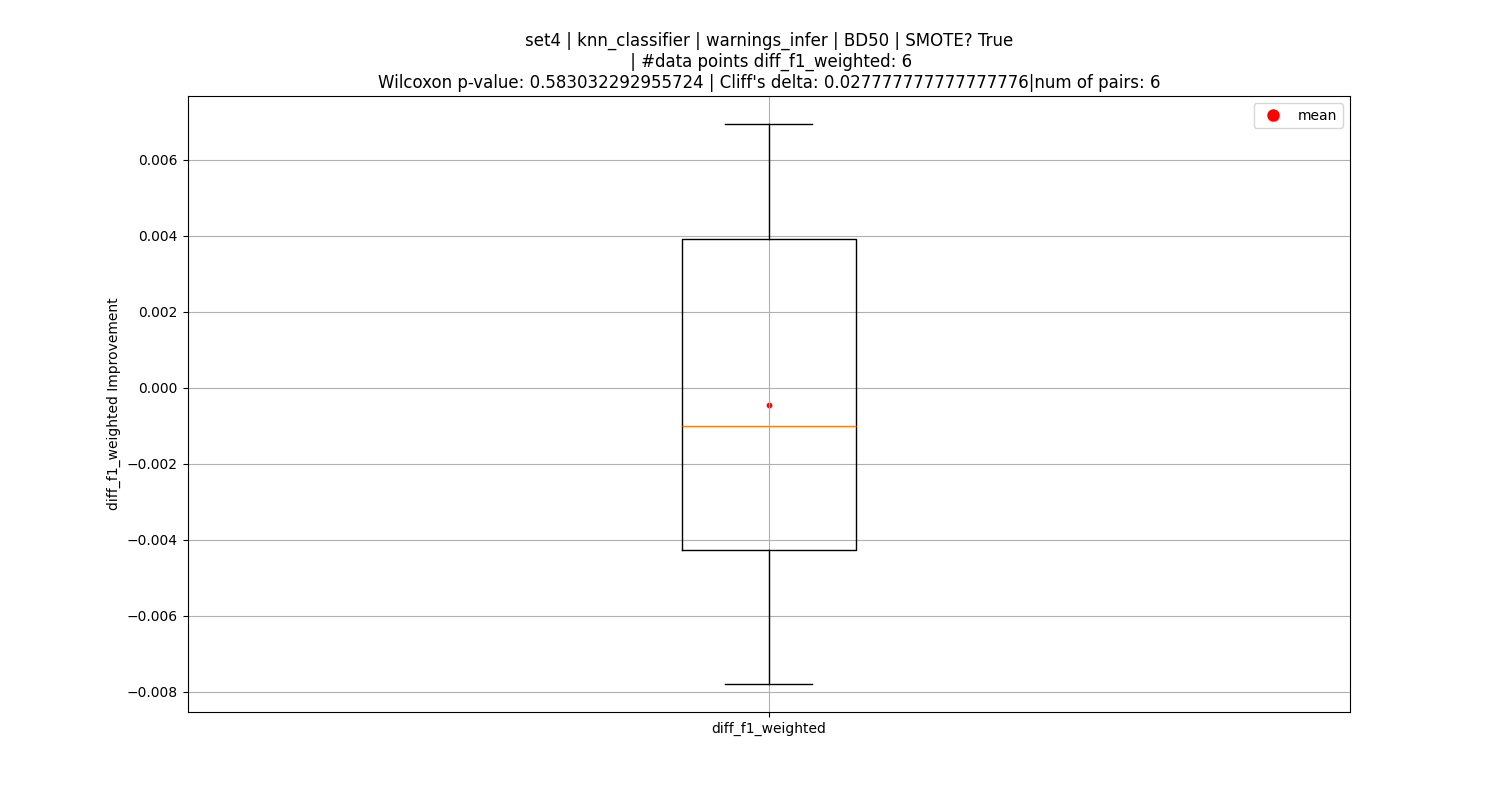 set4 | knn_classifier | warnings_infer | BD50 | SMOTE? True
| #data points diff_f1_weighted: 6
Wilcoxon p-value: 0.583032292955724 | Cliff's delta: 0.027777777777777776|num of pairs: 6
mean
0.006
0.004
0.002
0.000
−0.002
−0.004
−0.006
−0.008
diff_f1_weighted Improvement
diff_f1_weighted